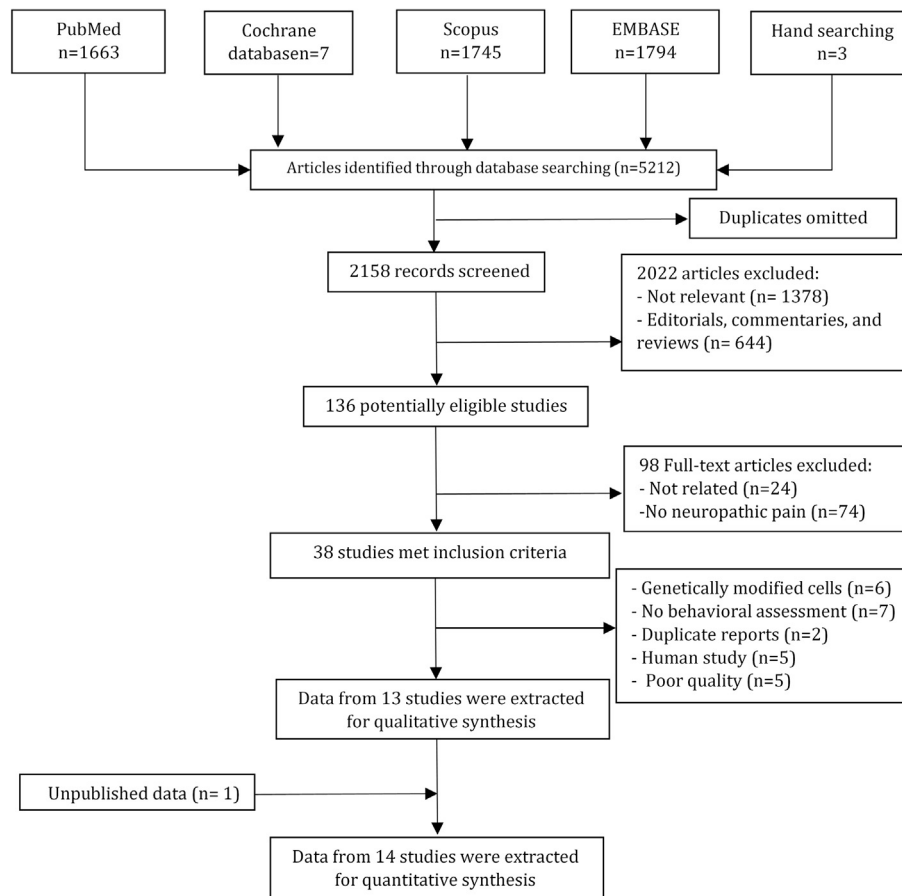 PubMed
n=1663
Cochrane
databasen=7
Scopus
n=1745
EMBASE
n=1794
Hand searching
n=3
Articles identified through database searching (n=5212)
Duplicates omitted
2158 records screened
2022 articles excluded:
- Not relevant (n= 1378)
- Editorials, commentaries, and
reviews (n= 644)
136 potentially eligible studies
98 Full-text articles excluded:
- Not related (n=24)
-No neuropathic pain (n=74)
38 studies met inclusion criteria
- Genetically modified cells (n=6)
- No behavioral assessment (n=7)
- Duplicate reports (n=2)
- Human study (n=5)
- Poor quality (n=5)
Data from 13 studies were extracted
for qualitative synthesis
Unpublished data (n= 1)
Data from 14 studies were extracted
for quantitative synthesis